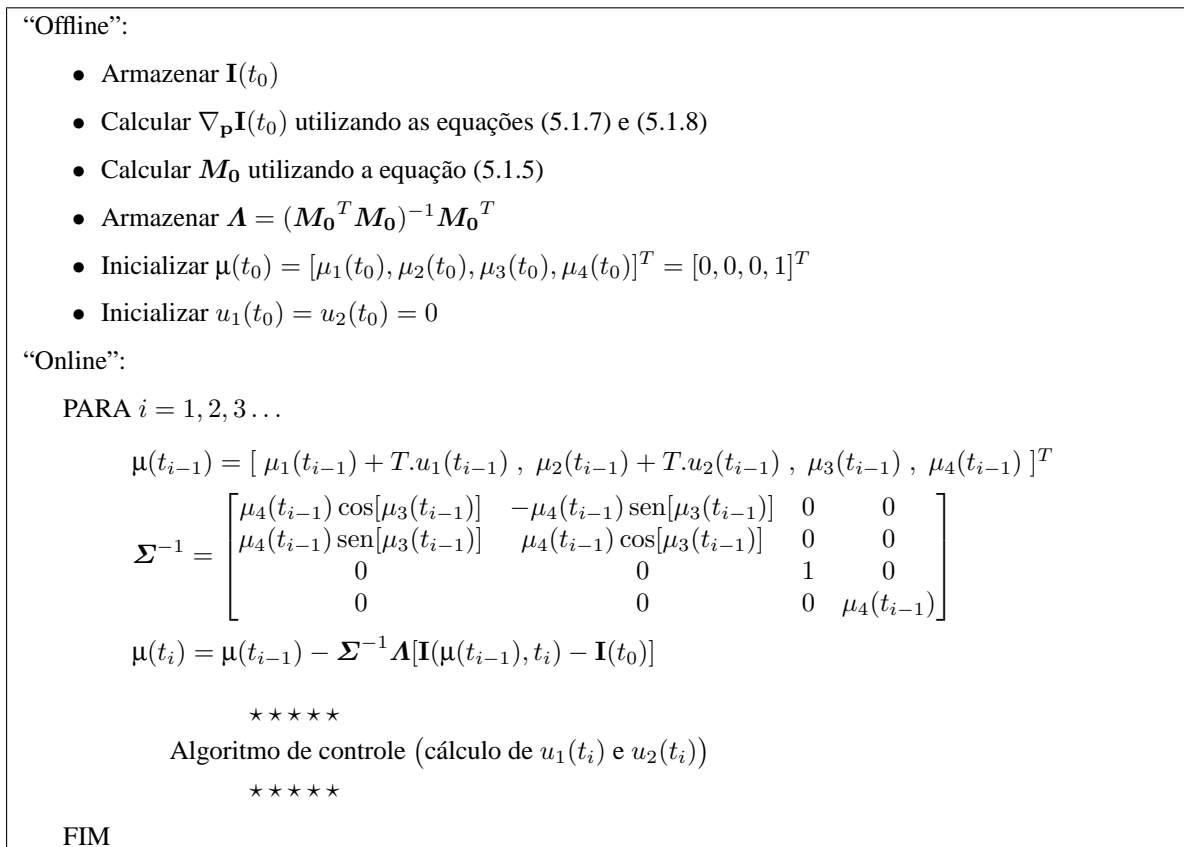 “Offline”:
• Armazenar I(t₀)
• Calcular ∇ₚI(t₀) utilizando as equações (5.1.7) e (5.1.8)
• Calcular M₀ utilizando a equação (5.1.5)
• Armazenar Λ = (M₀ᵀM₀)⁻¹M₀ᵀ
• Inicializar μ(t₀) = [μ₁(t₀), μ₂(t₀), μ₃(t₀), μ₄(t₀)]ᵀ = [0, 0, 0, 1]ᵀ
• Inicializar u₁(t₀) = u₂(t₀) = 0
“Online”:
PARA i = 1, 2, 3 . . .
μ(tᵢ₋₁) = [ μ₁(tᵢ₋₁) + T.u₁(tᵢ₋₁) , μ₂(tᵢ₋₁) + T.u₂(tᵢ₋₁) , μ₃(tᵢ₋₁) , μ₄(tᵢ₋₁) ]ᵀ
Σ⁻¹ = [μ₄(tᵢ₋₁) cos[μ₃(tᵢ₋₁)] −μ₄(tᵢ₋₁) sen[μ₃(tᵢ₋₁)] 0 0
μ₄(tᵢ₋₁) sen[μ₃(tᵢ₋₁)] μ₄(tᵢ₋₁) cos[μ₃(tᵢ₋₁)] 0 0
0 0 1 0
0 0 0 μ₄(tᵢ₋₁)]
μ(tᵢ) = μ(tᵢ₋₁) − Σ⁻¹Λ[I(μ(tᵢ₋₁), tᵢ) − I(t₀)]
⋆ ⋆ ⋆ ⋆ ⋆
Algoritmo de controle (cálculo de u₁(tᵢ) e u₂(tᵢ))
⋆ ⋆ ⋆ ⋆ ⋆
FIM